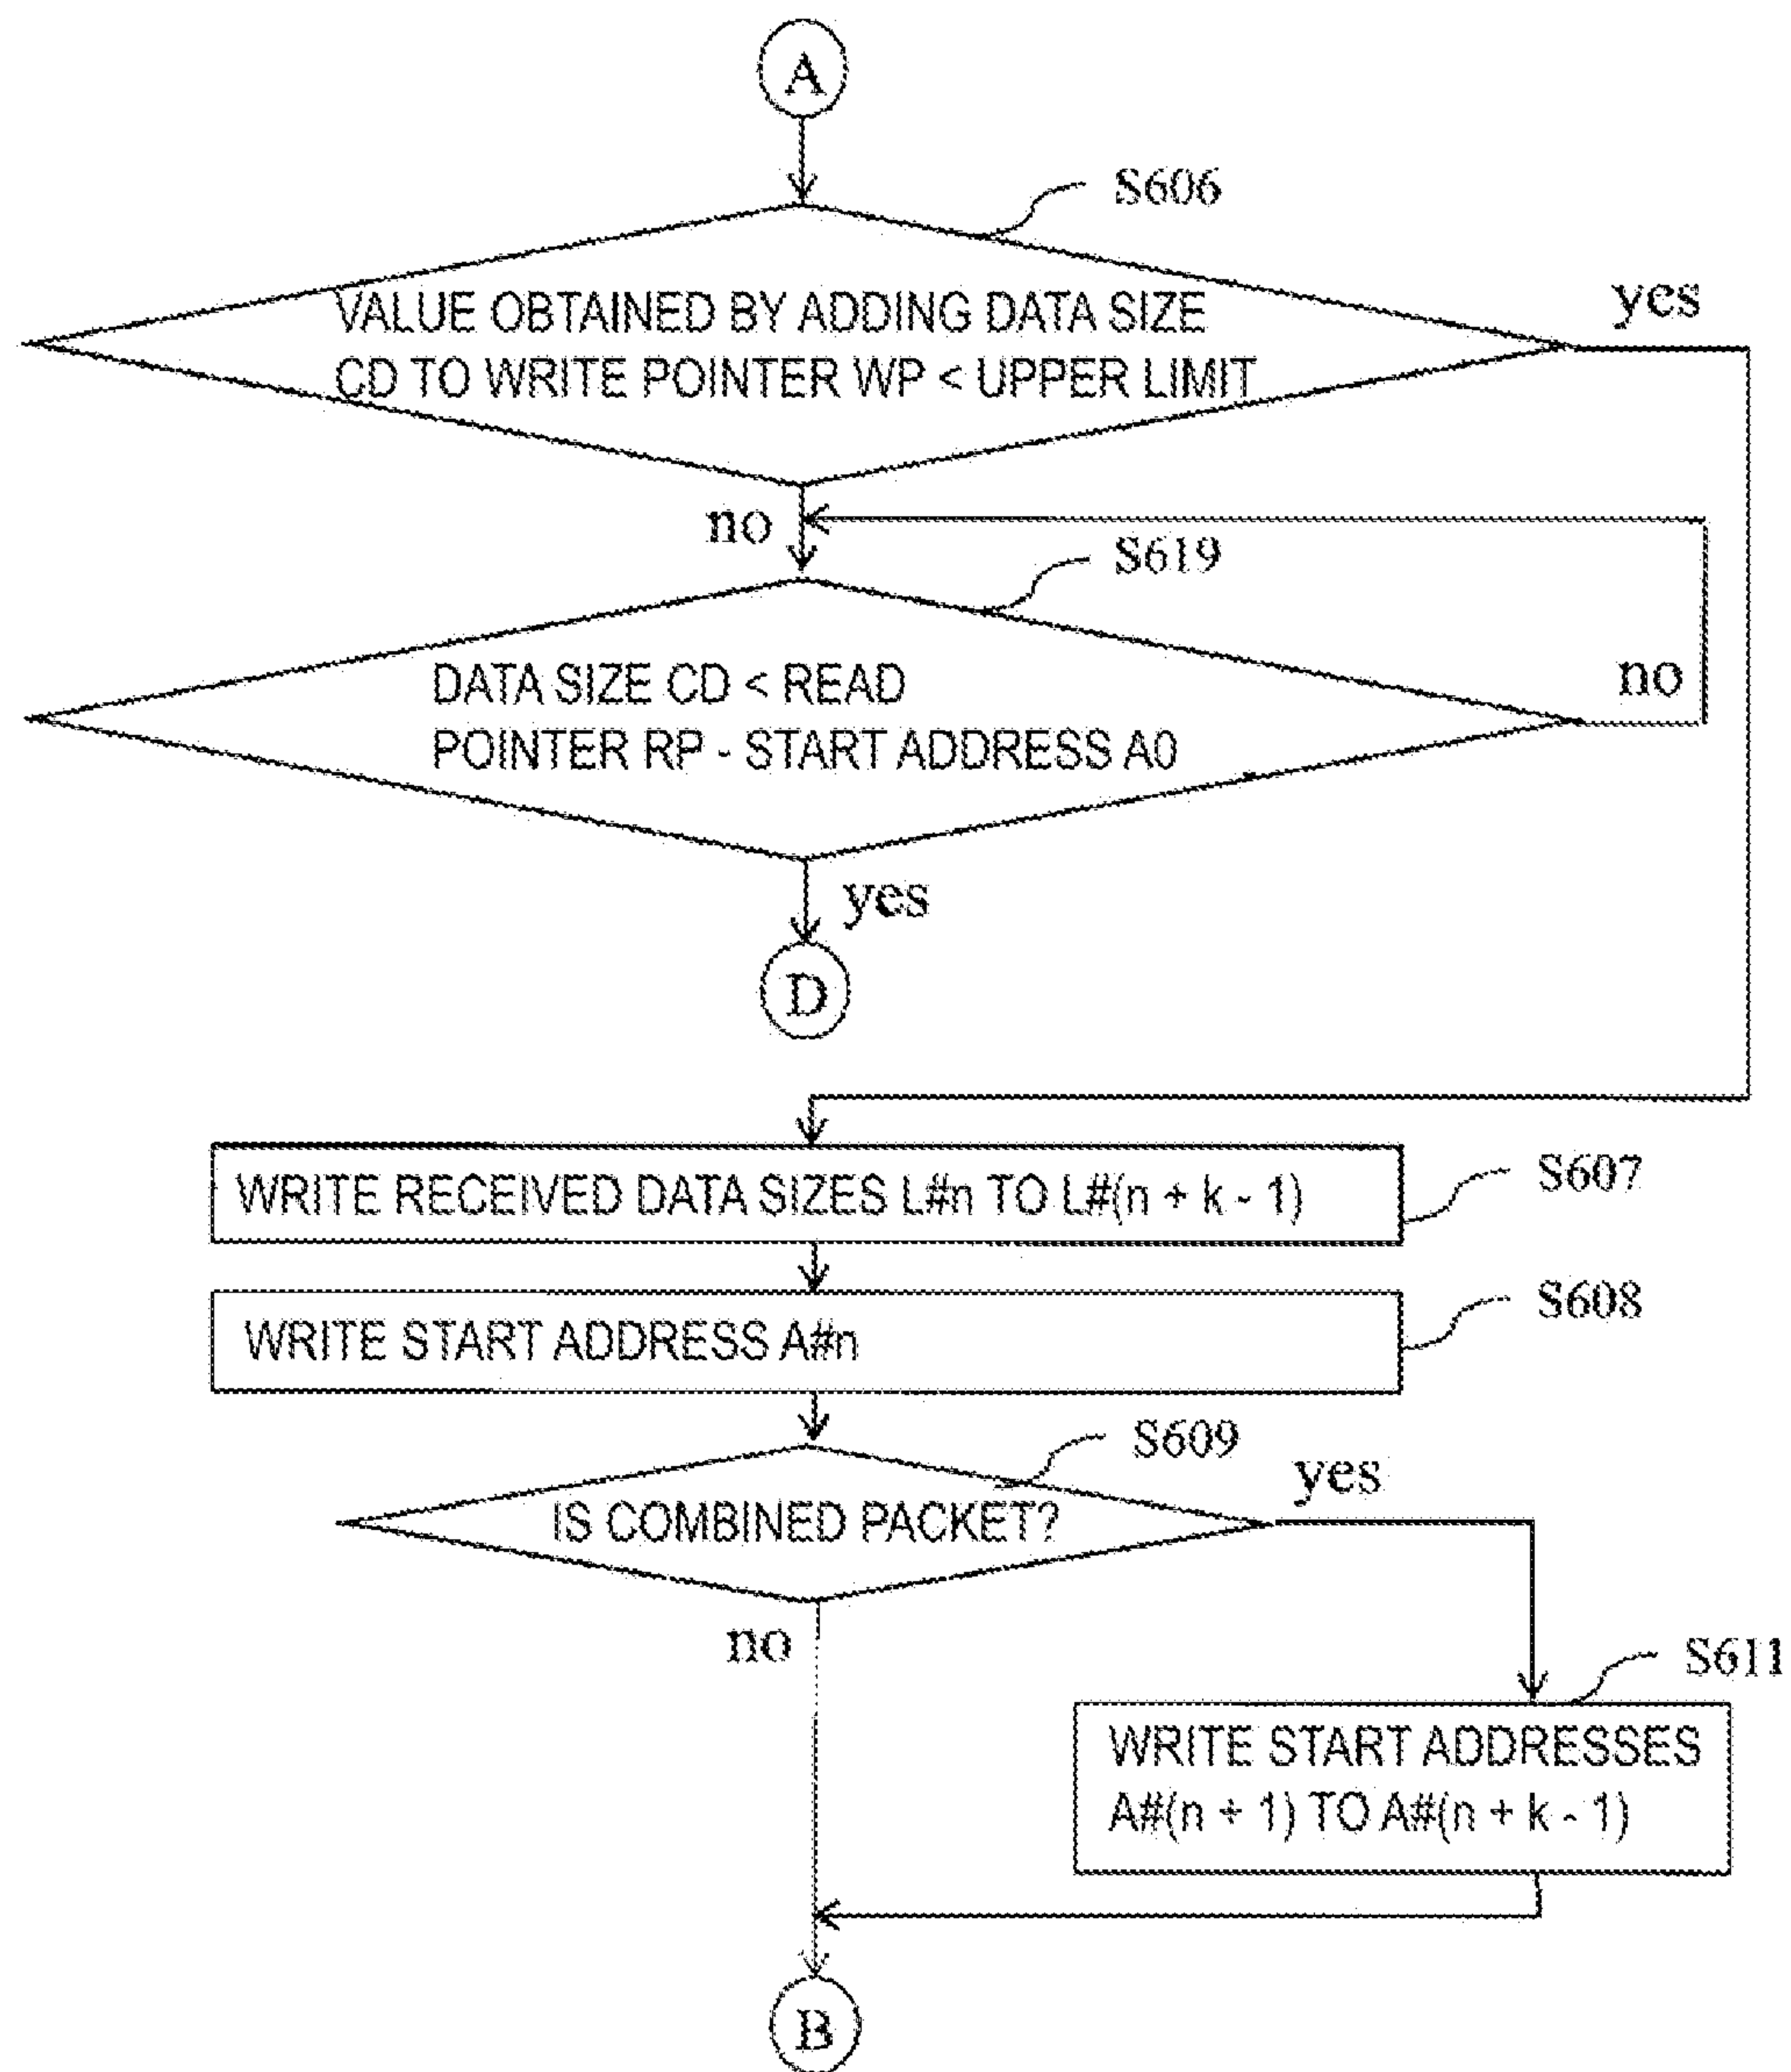 A
S606
VALUE OBTAINED BY ADDING DATA SIZE
CD TO WRITE POINTER WP < UPPER LIMIT
yes
no
S619
DATA SIZE CD < READ
POINTER RP - START ADDRESS A0
no
yes
D
WRITE RECEIVED DATA SIZES L#n TO L#(n + k - 1)
S607
WRITE START ADDRESS A#n
S608
S609
IS COMBINED PACKET?
yes
no
S611
WRITE START ADDRESSES
A#(n + 1) TO A#(n + k - 1)
B